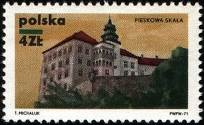 polska
PIESKOWA SKAŁA
4ZŁ
T. MICHALUK
PWPW-71